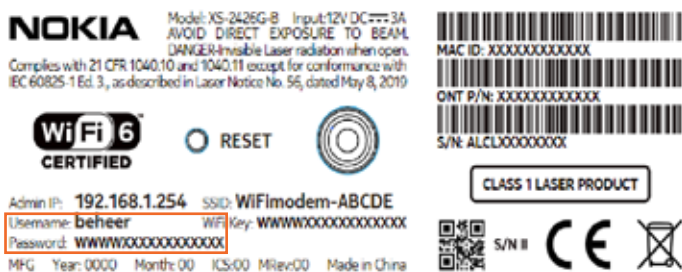 NOKIA
Model: XS-2426G-B Input:12V DC 3A
AVOID DIRECT EXPOSURE TO BEAM.
DANGER-Invisible Laser radiation when open.
Complies with 21 CFR 1040.10 and 1040.11 except for conformance with
IEC 60825-1 Ed. 3., as described in Laser Notice No. 56, dated May 8, 2019
WiFi 6
CERTIFIED
RESET
Admin IP: 192.168.1.254 SSID: WiFimodem-ABCDE
Username: beheer WiFi Key: WWWWXXXXXXXXXXXX
Password: WWWWXXXXXXXXXXXX
MFG Year: 0000 Month: 00 ICS:00 MRev:00 Made in China
MAC ID: XXXXXXXXXXXX
ONT P/N: XXXXXXXXXXXX
S/N: ALCLXXXXXXXX
CLASS 1 LASER PRODUCT
S/N II
CE